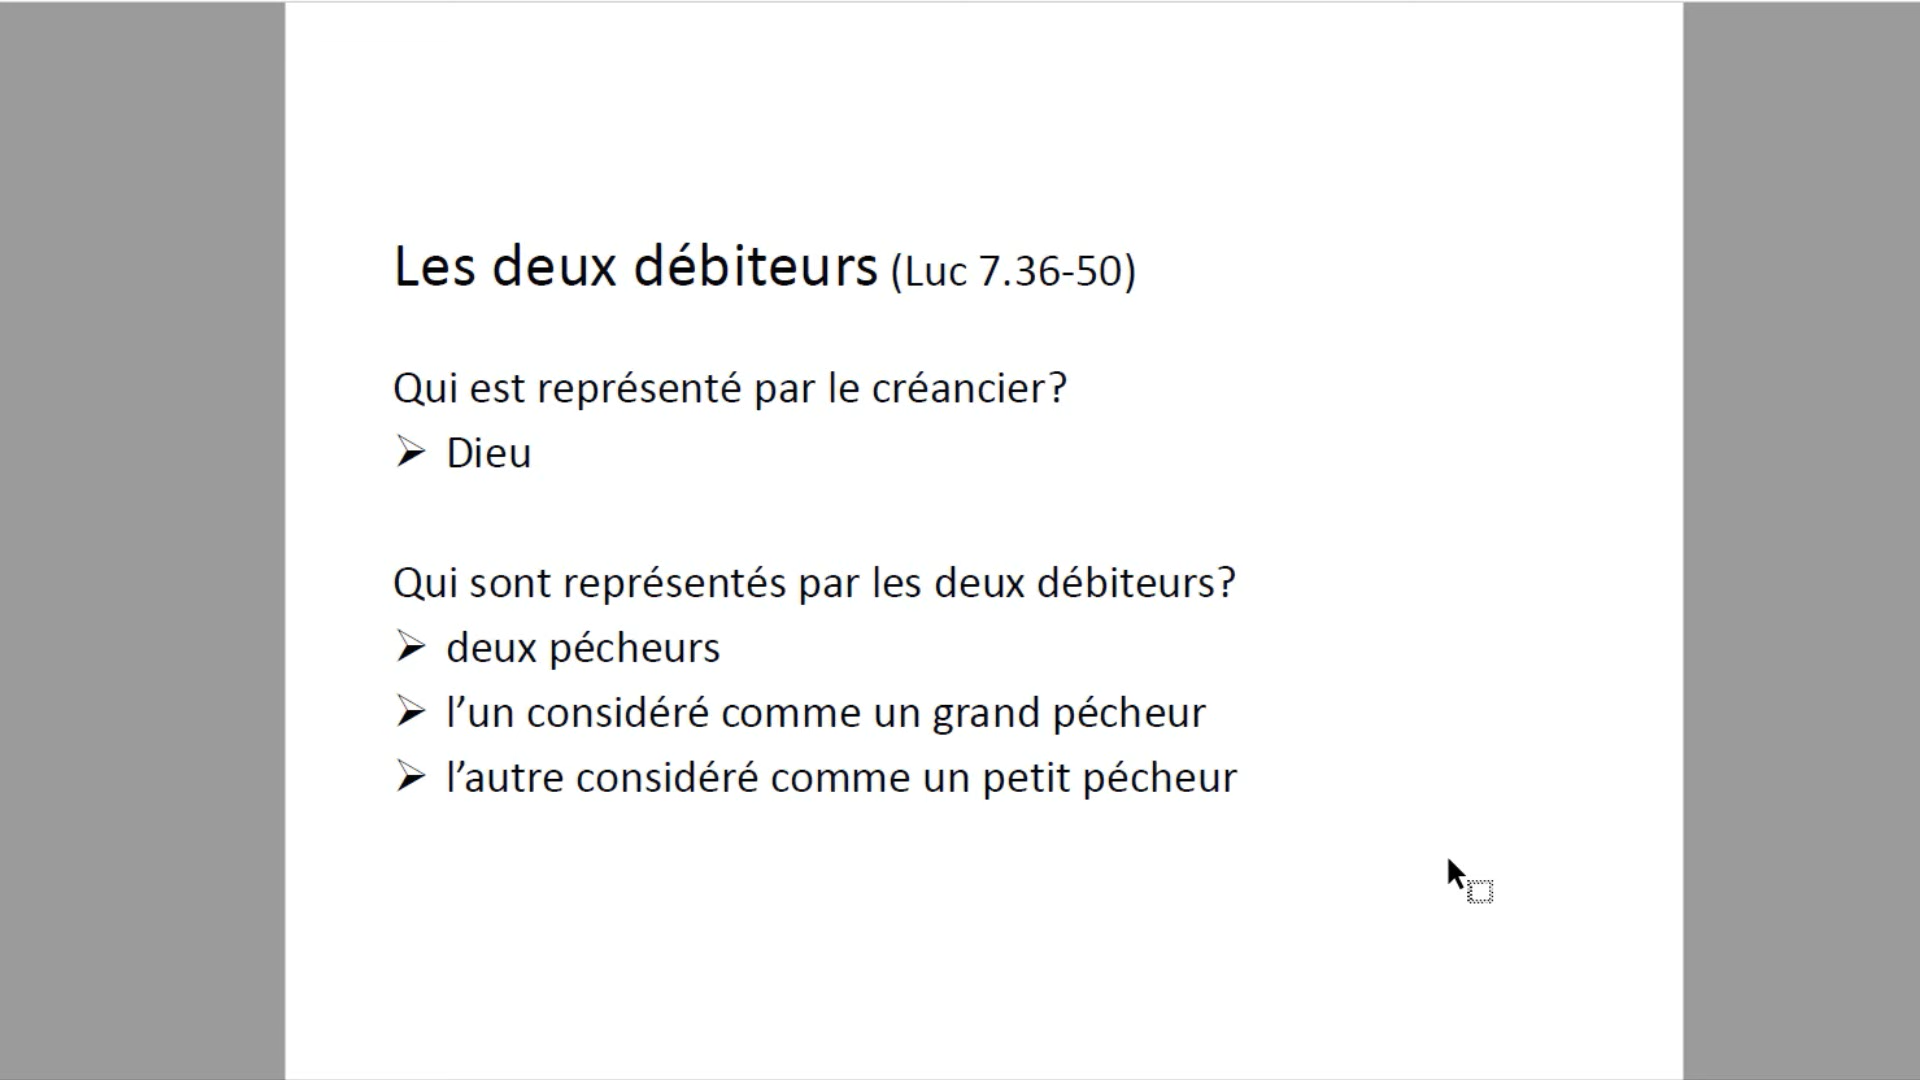 Les deux débiteurs (Luc 7.36-50)
Qui est représenté par le créancier?
➢ Dieu
Qui sont représentés par les deux débiteurs?
➢ deux pécheurs
➢ l’un considéré comme un grand pécheur
➢ l’autre considéré comme un petit pécheur